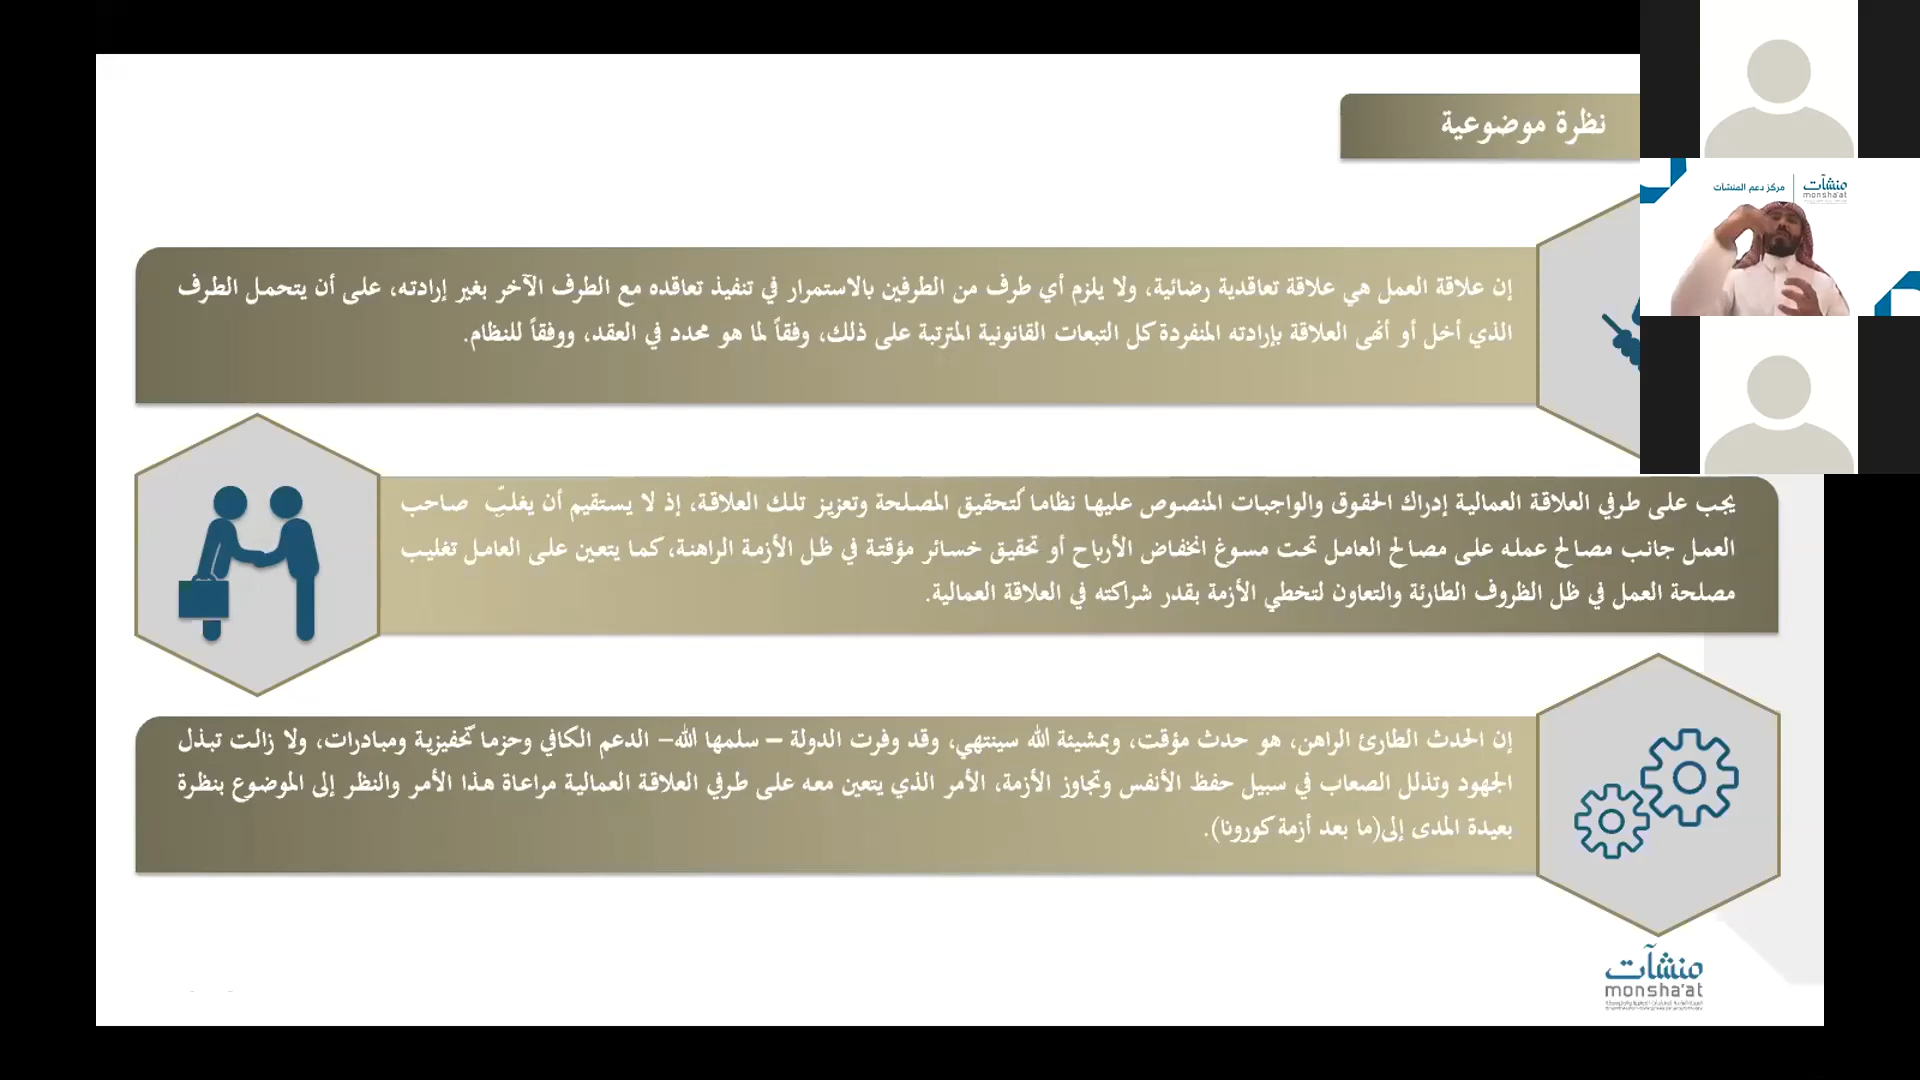 نظرة موضوعية
منشآت
monsha'at
مركز دعم المنشآت
إن علاقة العمل هي علاقة تعاقدية رضائية، ولا يلزم أي طرف من الطرفين بالاستمرار في تنفيذ تعاقده مع الطرف الآخر بغير إرادته، على أن يتحمل الطرف
الذي أخل أو أنهى العلاقة بإرادته المنفردة كل التبعات القانونية المترتبة على ذلك، وفقاً لما هو محدد في العقد، ووفقاً للنظام.
يجب على طرفي العلاقة العمالية إدراك الحقوق والواجبات المنصوص عليها نظاما لتحقيق المصلحة وتعزيز تلك العلاقة، إذ لا يستقيم أن يغلّبِ صاحب
العمل جانب مصالح عمله على مصالح العامل تحت مسوغ انخفاض الأرباح أو تحقيق خسائر مؤقتة في ظل الأزمة الراهنة، كما يتعين على العامل تغليب
مصلحة العمل في ظل الظروف الطارئة والتعاون لتخطي الأزمة بقدر شراكته في العلاقة العمالية.
إن الحدث الطارئ الراهن، هو حدث مؤقت، وبمشيئة الله سينتهي، وقد وفرت الدولة – سلمها الله– الدعم الكافي وحزما تحفيزية ومبادرات، ولا زالت تبذل
الجهود وتذلل الصعاب في سبيل حفظ الأنفس وتجاوز الأزمة، الأمر الذي يتعين معه على طرفي العلاقة العمالية مراعاة هذا الأمر والنظر إلى الموضوع بنظرة
بعيدة المدى إلى(ما بعد أزمة كورونا).
منشآت
monsha'at